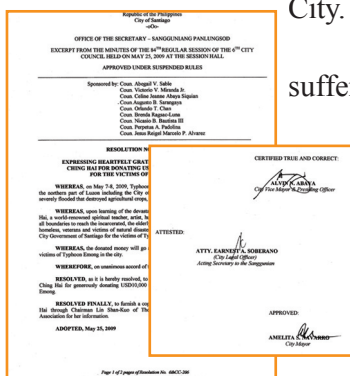 Republic of the Philippines
City of Santiago
-oOo-
OFFICE OF THE SECRETARY – SANGGUNIANG PANLUNGSOD
EXCERPT FROM THE MINUTES OF THE 84TH REGULAR SESSION OF THE 6TH CITY
COUNCIL HELD ON MAY 25, 2009 AT THE SESSION HALL
APPROVED UNDER SUSPENDED RULES
Sponsored by: Coun. Abogail V. Sable
Coun. Victorio V. Miranda Jr.
Coun. Celine Jeanne Abaya Siquian
Coun. Augusto B. Sarangaya
Coun. Orlando T. Chan
Coun. Brenda Ragsac-Luna
Coun. Nicasio B. Bautista III
Coun. Perpetua A. Padolina
Coun. Jesus Reigel Marcelo P. Alvarez
RESOLUTION NO
EXPRESSING HEARTFELT GRAT
CHING HAI FOR DONATING US
FOR THE VICTIMS OF
WHEREAS, on May 7-8, 2009, Typhoon
the northern part of Luzon including the City o
severely flooded that destroyed agricultural crops,
WHEREAS, upon learning of the devast
Hai, a world-renowned spiritual teacher, artist, h
all boundaries to reach the incarcerated, the elderl
homeless, veterans and victims of natural disaste
City Government of Santiago for the victims of Ty
WHEREAS, the donated money will go
victims of Typhoon Emong in the city.
WHEREFORE, on unanimous accord of
RESOLVED, as it is hereby resolved, to
Ching Hai for generously donating USD10,000
Emong.
RESOLVED FINALLY, to furnish a cop
Hai through Chairman Lin Shan-Kuo of The
Association for her information.
ADOPTED, May 25, 2009
Page 1 of 2 pages of Resolution No. 6thCC-206
City.
suffe
CERTIFIED TRUE AND CORRECT:
ALVIN N. ABAYA
City Vice Mayor & Presiding Officer
ATTESTED:
ATTY. EARNEST A. SOBERANO
(City Legal Officer)
Acting Secretary to the Sanggunian
APPROVED:
AMELITA S. NAVARRO
City Mayor